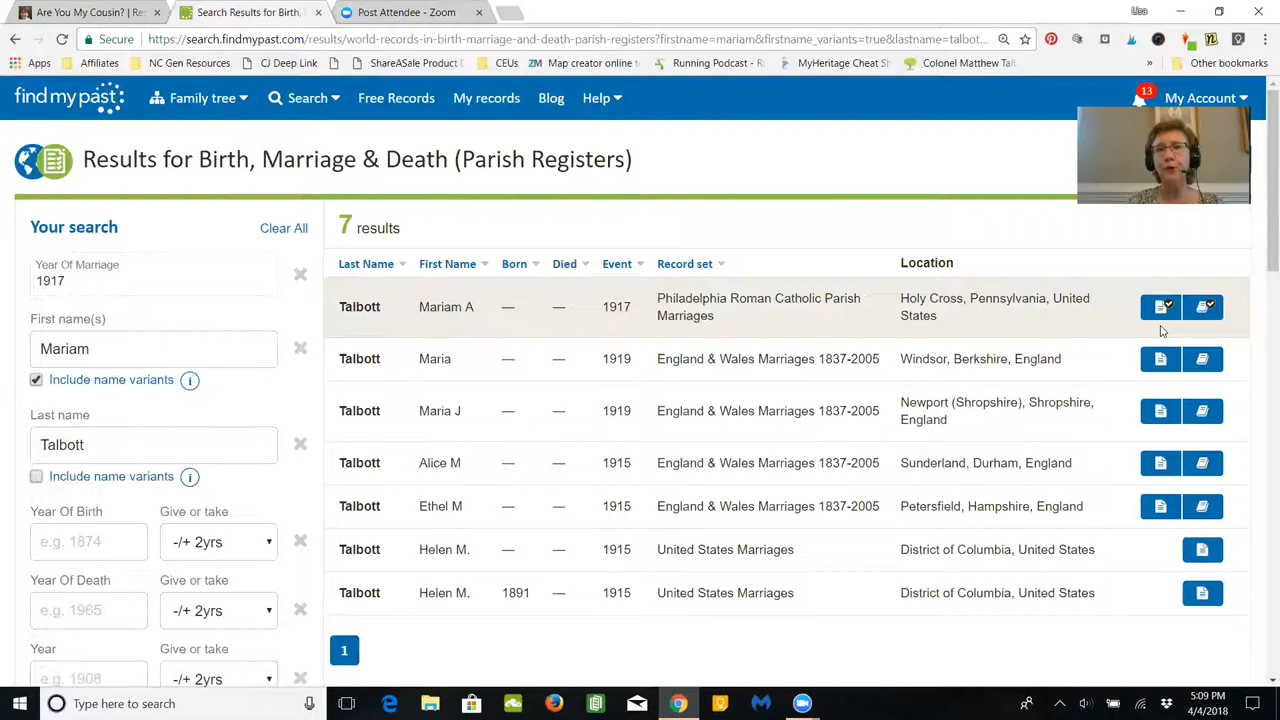 Are You My Cousin? | Res
Search Results for Birth,
Post Attendee - Zoom
Lisa
Secure
https://search.findmypast.com/results/world-records-in-birth-marriage-and-death-parish-registers?firstname=mariam&firstname_variants=true&lastname=talbot...
Apps
Affiliates
NC Gen Resources
CJ Deep Link
ShareASale Product
CEUs
ZM Map creator online to
Running Podcast - RI
MyHeritage Cheat Sh
Colonel Matthew Talb
»
Other bookmarks
findmypast
Family tree
Search
Free Records
My records
Blog
Help
13
My Account
Results for Birth, Marriage & Death (Parish Registers)
Your search
Clear All
Year Of Marriage
1917
First name(s)
Mariam
Include name variants i
Last name
Talbott
Include name variants i
Year Of Birth
Give or take
e.g. 1874
-/+ 2yrs
Year Of Death
Give or take
e.g. 1965
-/+ 2yrs
Year
Give or take
e.g. 1908
-/+ 2yrs
7 results
Last Name First Name Born Died Event Record set Location
Talbott Mariam A — — 1917 Philadelphia Roman Catholic Parish Marriages Holy Cross, Pennsylvania, United States
Talbott Maria — — 1919 England & Wales Marriages 1837-2005 Windsor, Berkshire, England
Talbott Maria J — — 1919 England & Wales Marriages 1837-2005 Newport (Shropshire), Shropshire, England
Talbott Alice M — — 1915 England & Wales Marriages 1837-2005 Sunderland, Durham, England
Talbott Ethel M — — 1915 England & Wales Marriages 1837-2005 Petersfield, Hampshire, England
Talbott Helen M. — — 1915 United States Marriages District of Columbia, United States
Talbott Helen M. 1891 — 1915 United States Marriages District of Columbia, United States
1
Type here to search
5:09 PM
4/4/2018